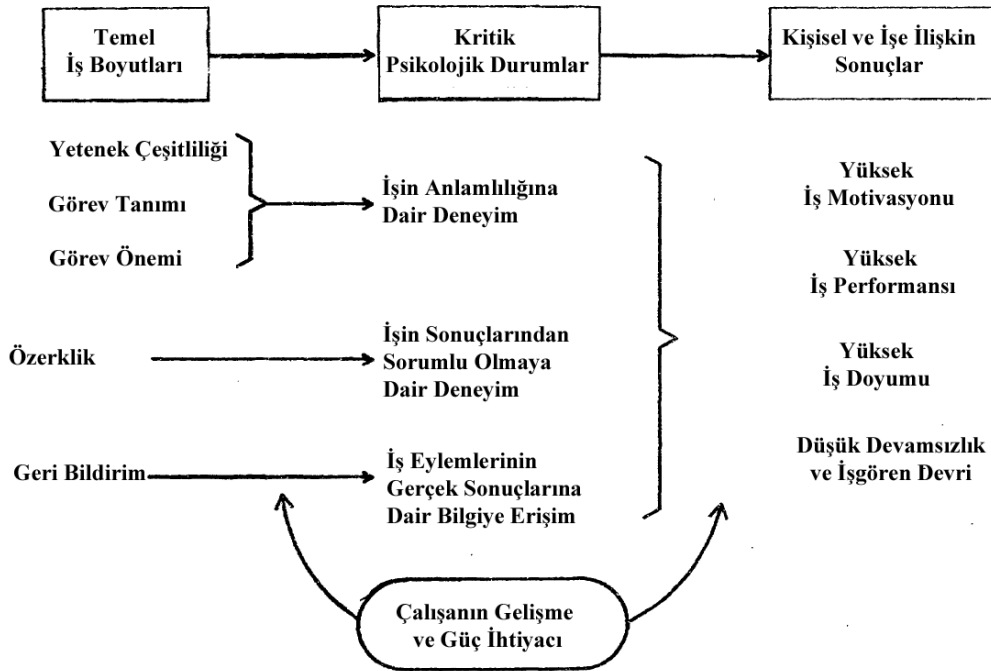 Temel
İş Boyutları
Kritik
Psikolojik Durumlar
Kişisel ve İşe İlişkin
Sonuçlar
Yetenek Çeşitliliği
Görev Tanımı
Görev Önemi
İşin Anlamlılığına
Dair Deneyim
Özerklik
İşin Sonuçlarından
Sorumlu Olmaya
Dair Deneyim
Geri Bildirim
İş Eylemlerinin
Gerçek Sonuçlarına
Dair Bilgiye Erişim
Yüksek
İş Motivasyonu
Yüksek
İş Performansı
Yüksek
İş Doyumu
Düşük Devamsızlık
ve İşgören Devri
Çalışanın Gelişme
ve Güç İhtiyacı